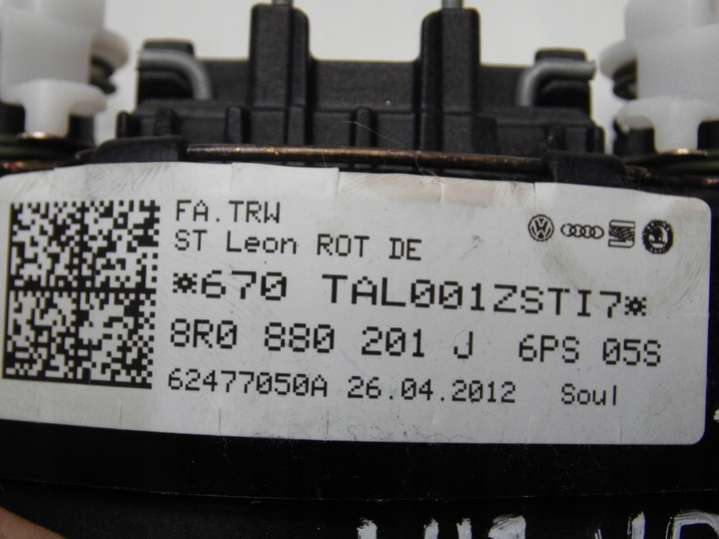 FA.TRW
ST Leon ROT DE
*670 TAL001ZSTI7*
8R0 880 201 J 6PS 05S
62477050A 26.04.2012 Soul